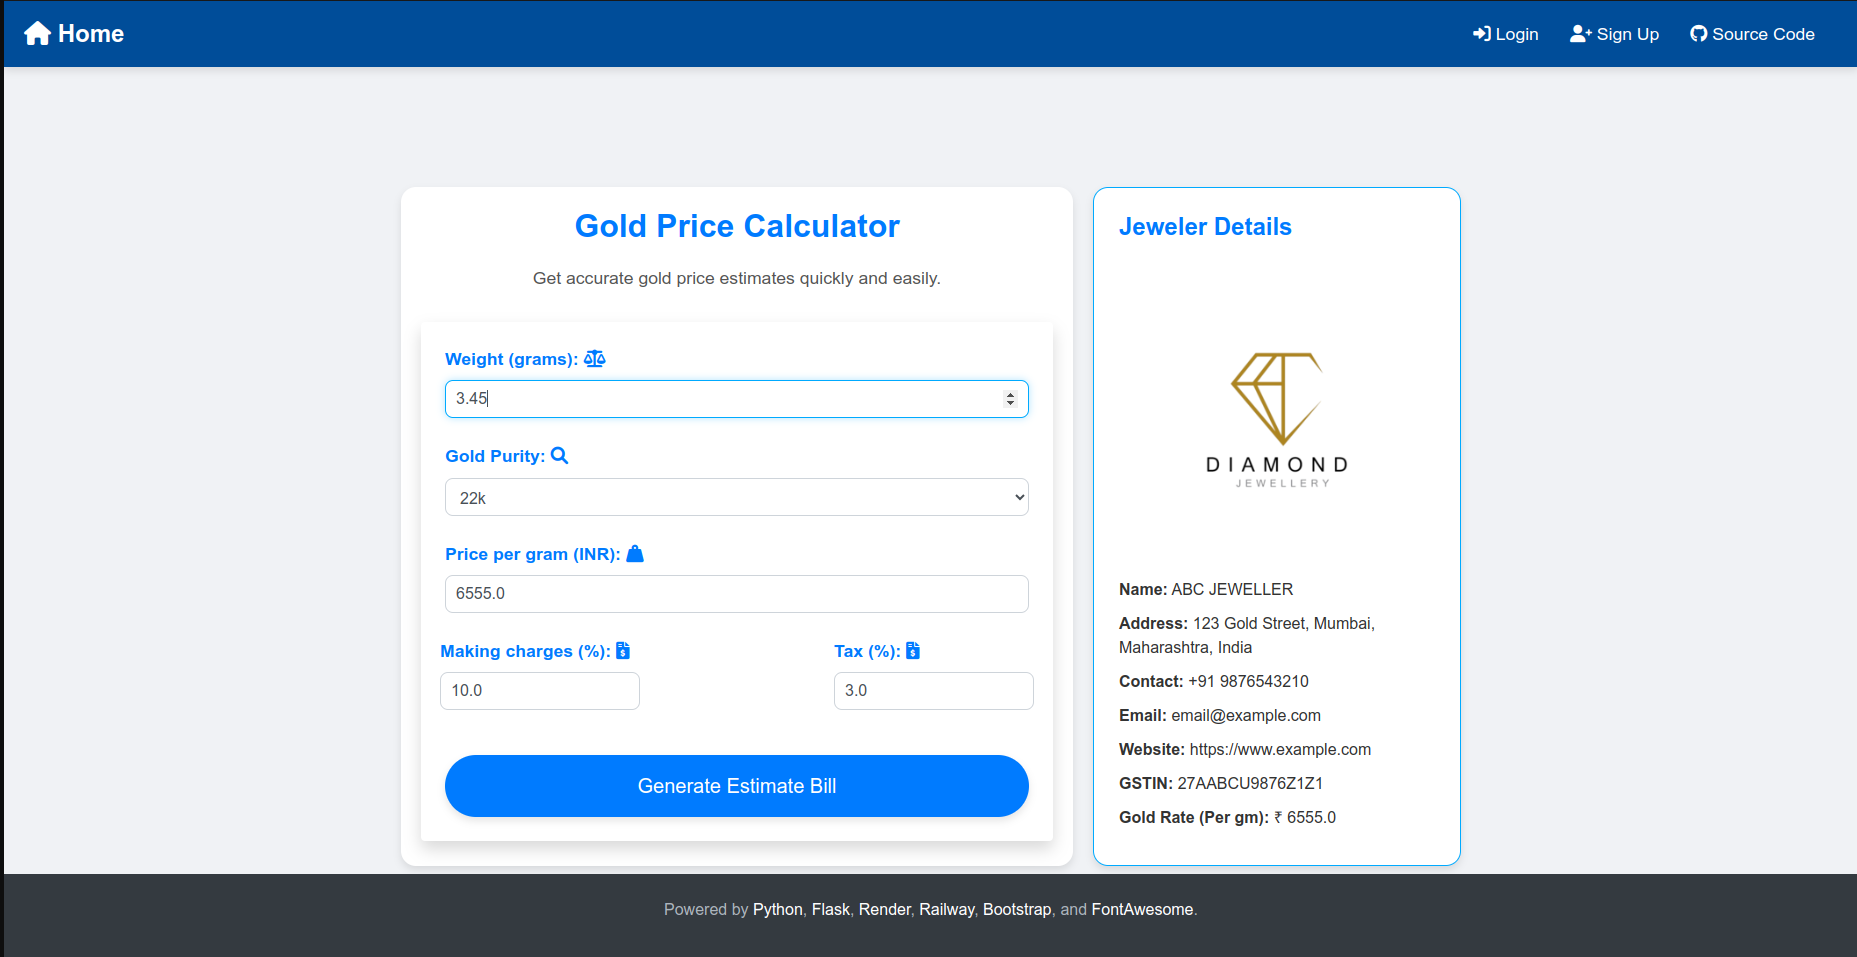 Home
Login
Sign Up
Source Code
Gold Price Calculator
Get accurate gold price estimates quickly and easily.
Weight (grams):
3.45
Gold Purity:
22k
Price per gram (INR):
6555.0
Making charges (%):
10.0
Tax (%):
3.0
Generate Estimate Bill
Jeweler Details
DIAMOND
JEWELLERY
Name: ABC JEWELLER
Address: 123 Gold Street, Mumbai,
Maharashtra, India
Contact: +91 9876543210
Email: email@example.com
Website: https://www.example.com
GSTIN: 27AABCU9876Z1Z1
Gold Rate (Per gm): ₹ 6555.0
Powered by Python, Flask, Render, Railway, Bootstrap, and FontAwesome.